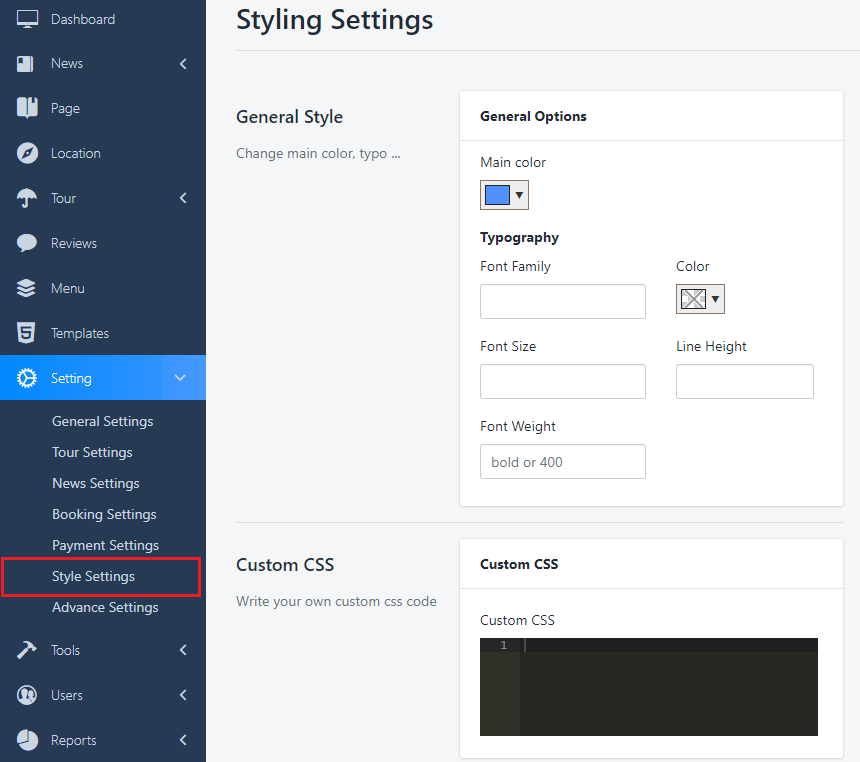 Dashboard
News
Page
Location
Tour
Reviews
Menu
Templates
Setting
General Settings
Tour Settings
News Settings
Booking Settings
Payment Settings
Style Settings
Advance Settings
Tools
Users
Reports
Styling Settings
General Style
Change main color, typo ...
General Options
Main color
Typography
Font Family
Color
Font Size
Line Height
Font Weight
bold or 400
Custom CSS
Write your own custom css code
Custom CSS
Custom CSS
1